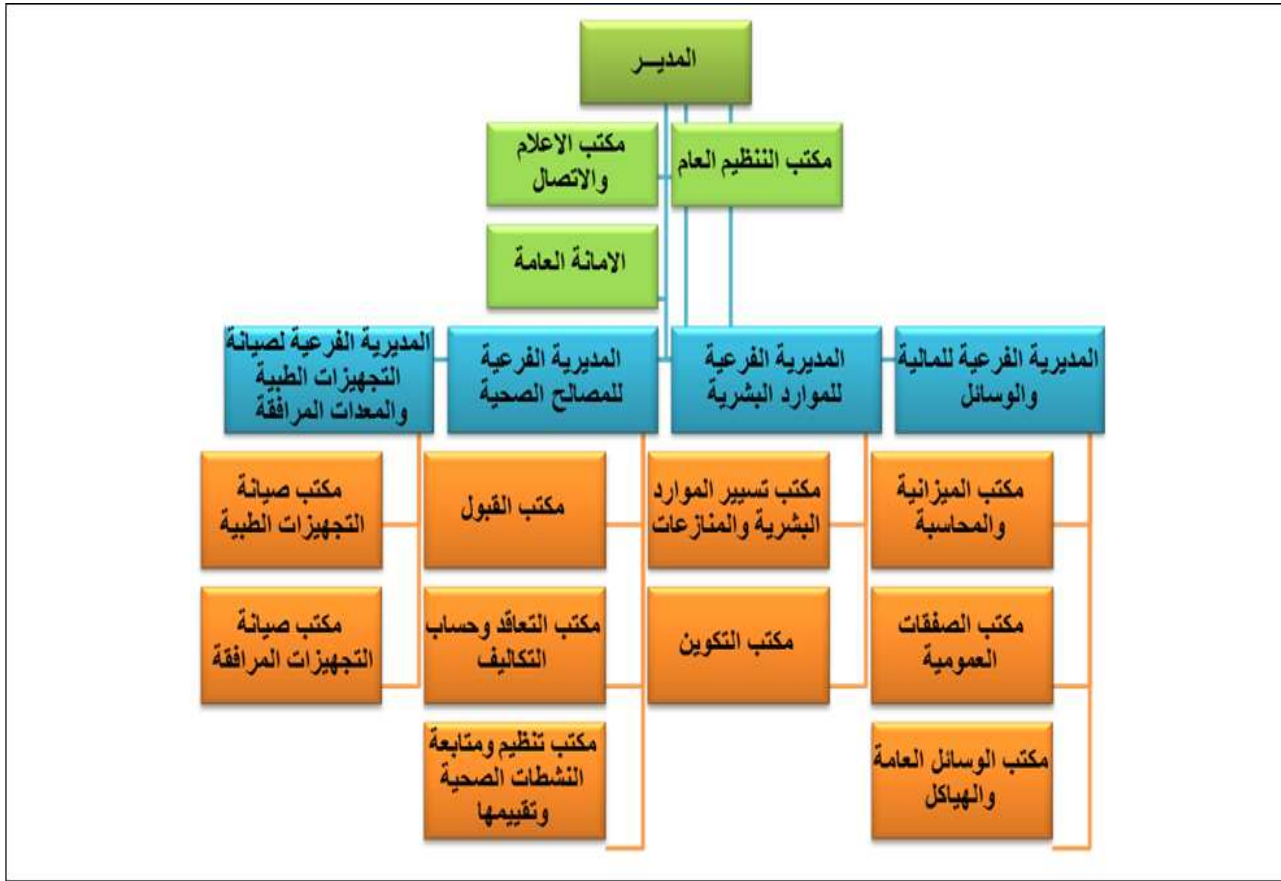 المديـــر
مكتب التنظيم العام
مكتب الاعلام
والاتصال
الامانة العامة
المديرية الفرعية للمالية
والوسائل
المديرية الفرعية
للموارد البشرية
المديرية الفرعية
للمصالح الصحية
المديرية الفرعية لصيانة
التجهيزات الطبية
والمعدات المرافقة
مكتب الميزانية
والمحاسبة
مكتب تسيير الموارد
البشرية والمنازعات
مكتب القبول
مكتب صيانة
التجهيزات الطبية
مكتب الصفقات
العمومية
مكتب التكوين
مكتب التعاقد وحساب
التكاليف
مكتب صيانة
التجهيزات المرافقة
مكتب الوسائل العامة
والهياكل
مكتب تنظيم ومتابعة
النشطات الصحية
وتقييمها